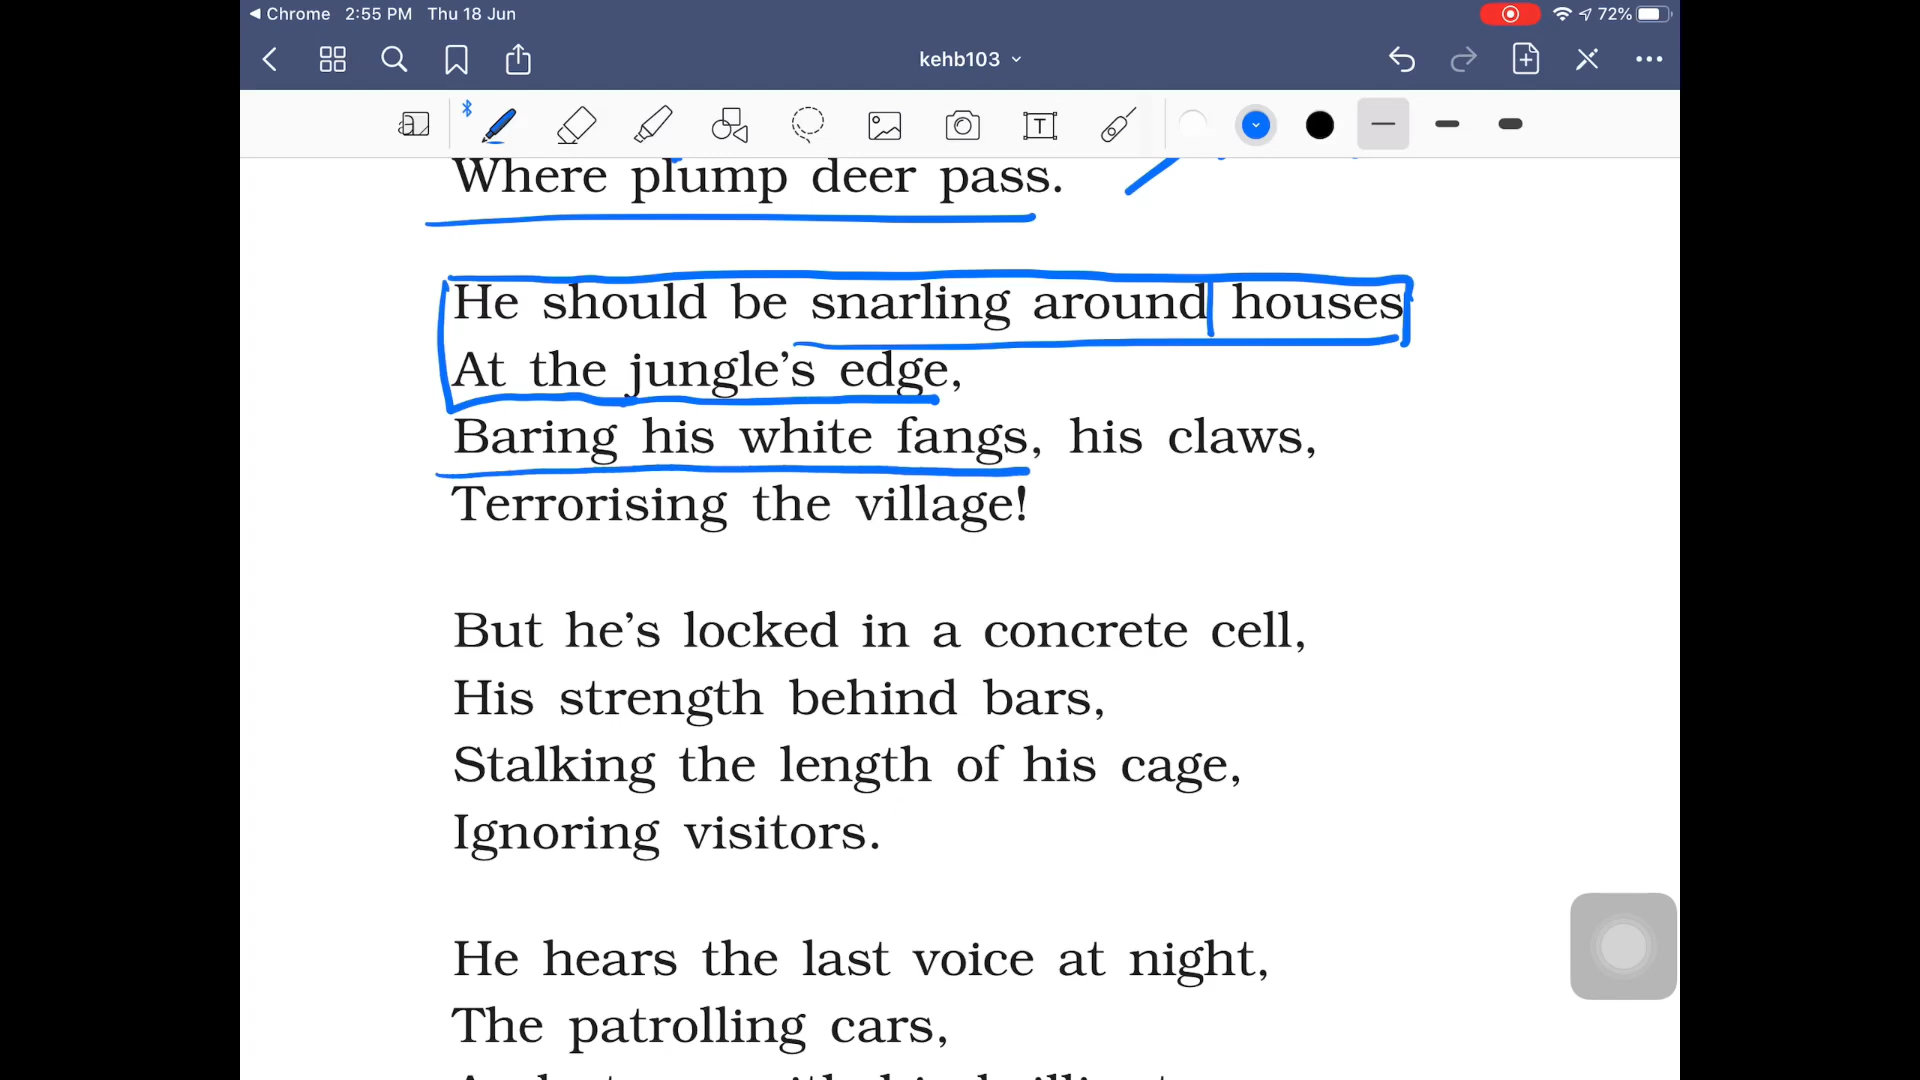 Chrome 2:55 PM Thu 18 Jun
72%
kehb103
a
T
Where plump deer pass.
He should be snarling around houses
At the jungle’s edge,
Baring his white fangs, his claws,
Terrorising the village!
But he’s locked in a concrete cell,
His strength behind bars,
Stalking the length of his cage,
Ignoring visitors.
He hears the last voice at night,
The patrolling cars,